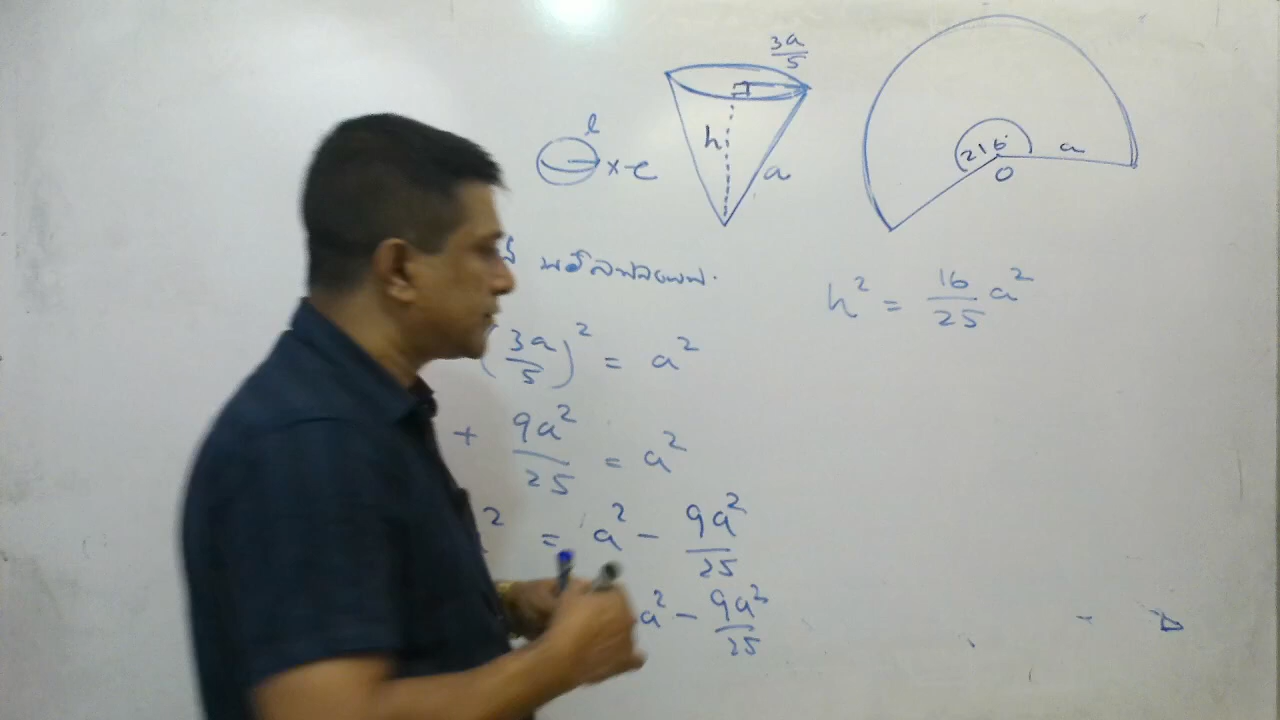 3a/5
l
h
a
x-e
216°
a
O
(3a/5)² = a²
+ 9a²/25 = a²
² = a² - 9a²/25
a² - 9a²/25
h² = 16/25 a²